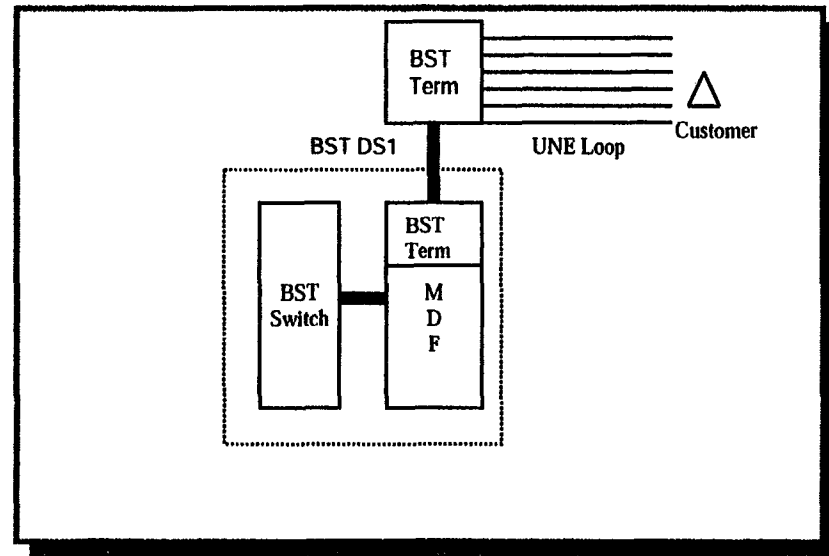 BST
Term
Customer
BST DS1
UNE Loop
BST
Term
BST
Switch
M
D
F